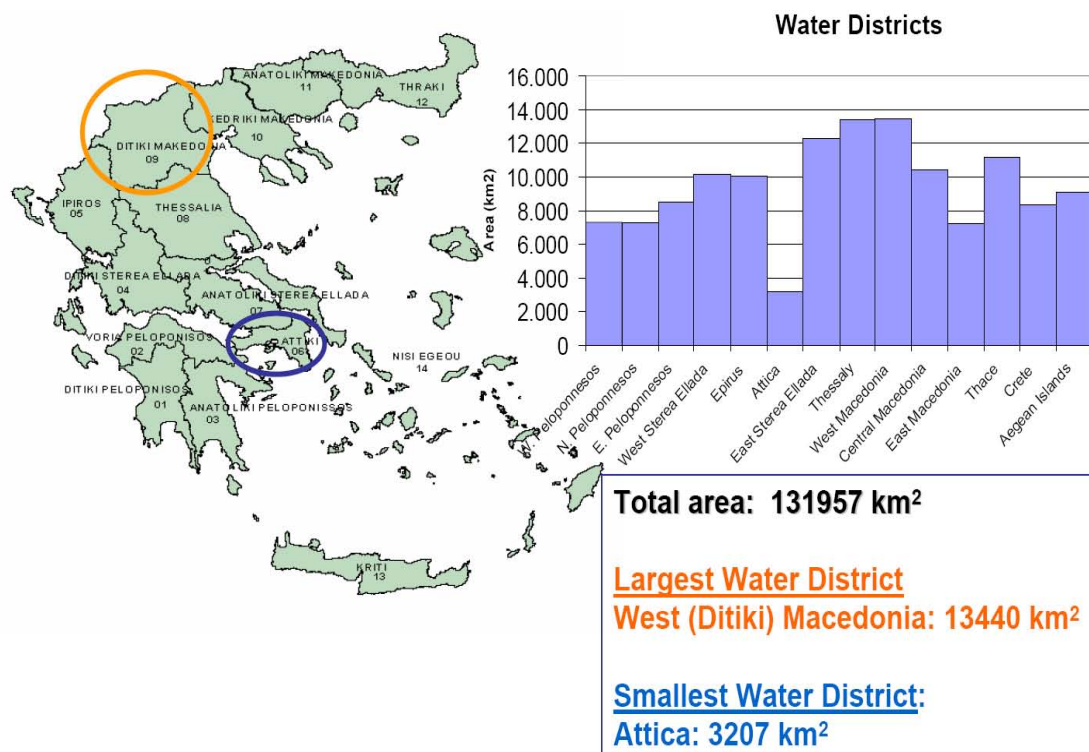 ANATOLIKI MAKEDONIA
11
THRAKI
12
KEDRIKI MAKEDONIA
10
DITIKI MAKEDONIA
09
IPIROS
05
THESSALIA
08
DITIKI STEREA ELLADA
04
ANATOLIKI STEREA ELLADA
07
VORIA PELOPONISOS
02
ATTIKI
06
NISI EGEOU
14
DITIKI PELOPONISOS
01
ANATOLIKI PELOPONISSOS
03
KRITI
13
Water Districts
Area (km2)
16.000
14.000
12.000
10.000
8.000
6.000
4.000
2.000
0
W. Peloponnesos
N. Peloponnesos
E. Peloponnesos
West Sterea Ellada
Epirus
Attica
East Sterea Ellada
Thessaly
West Macedonia
Central Macedonia
East Macedonia
Thace
Crete
Aegean Islands
Total area: 131957 km²
Largest Water District
West (Ditiki) Macedonia: 13440 km²
Smallest Water District:
Attica: 3207 km²